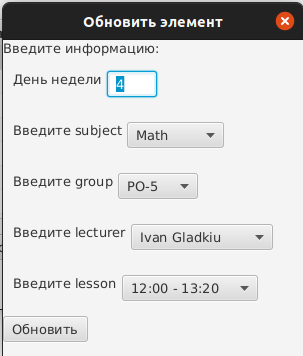 Обновить элемент
Введите информацию:
День недели 4
Введите subject Math
Введите group PO-5
Введите lecturer Ivan Gladkiu
Введите lesson 12:00 - 13:20
Обновить